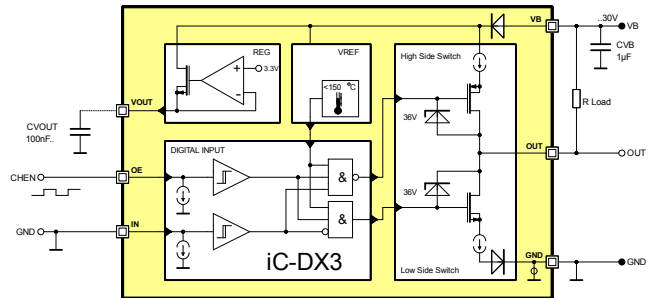 VB
..30V
VB
REG
VREF
CVB
1µF
High Side Switch
+
3.3V
-
<150 °C
VOUT
R Load
36V
CVOUT
100nF..
DIGITAL INPUT
OUT
OUT
CHEN
OE
&
36V
&
GND
IN
iC-DX3
GND
Low Side Switch
GND